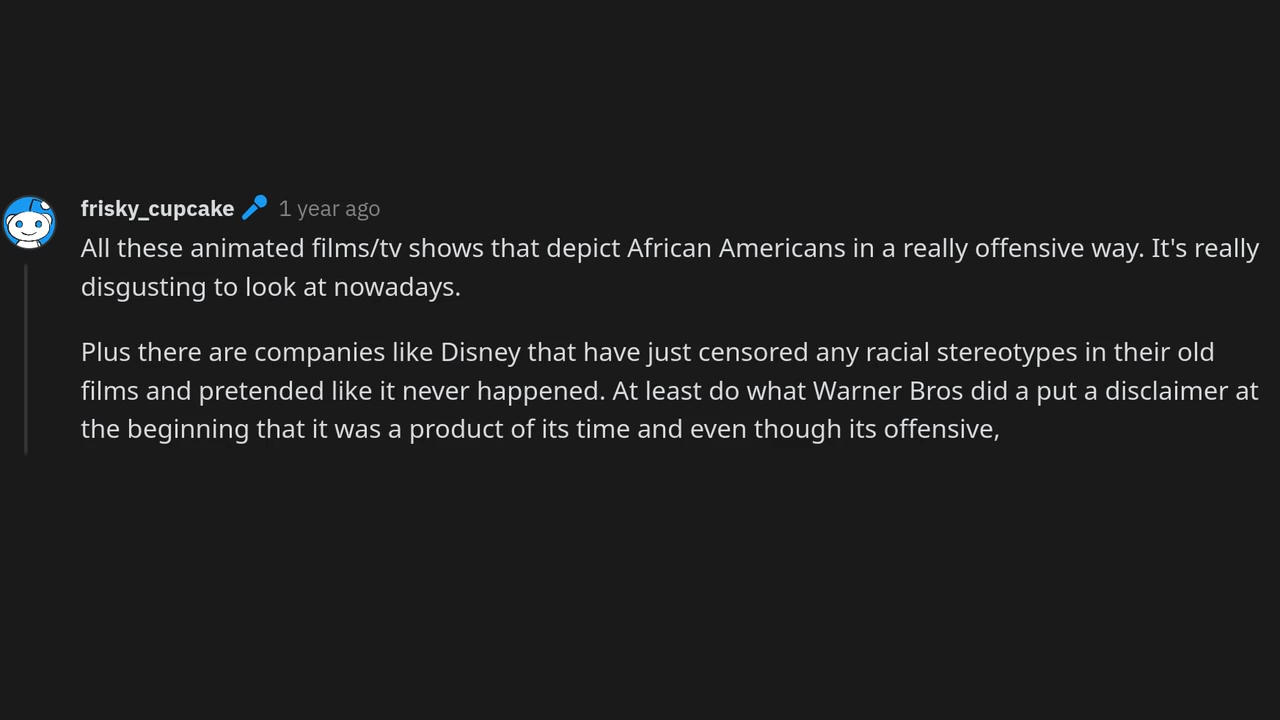 frisky_cupcake 1 year ago
All these animated films/tv shows that depict African Americans in a really offensive way. It's really
disgusting to look at nowadays.
Plus there are companies like Disney that have just censored any racial stereotypes in their old
films and pretended like it never happened. At least do what Warner Bros did a put a disclaimer at
the beginning that it was a product of its time and even though its offensive,